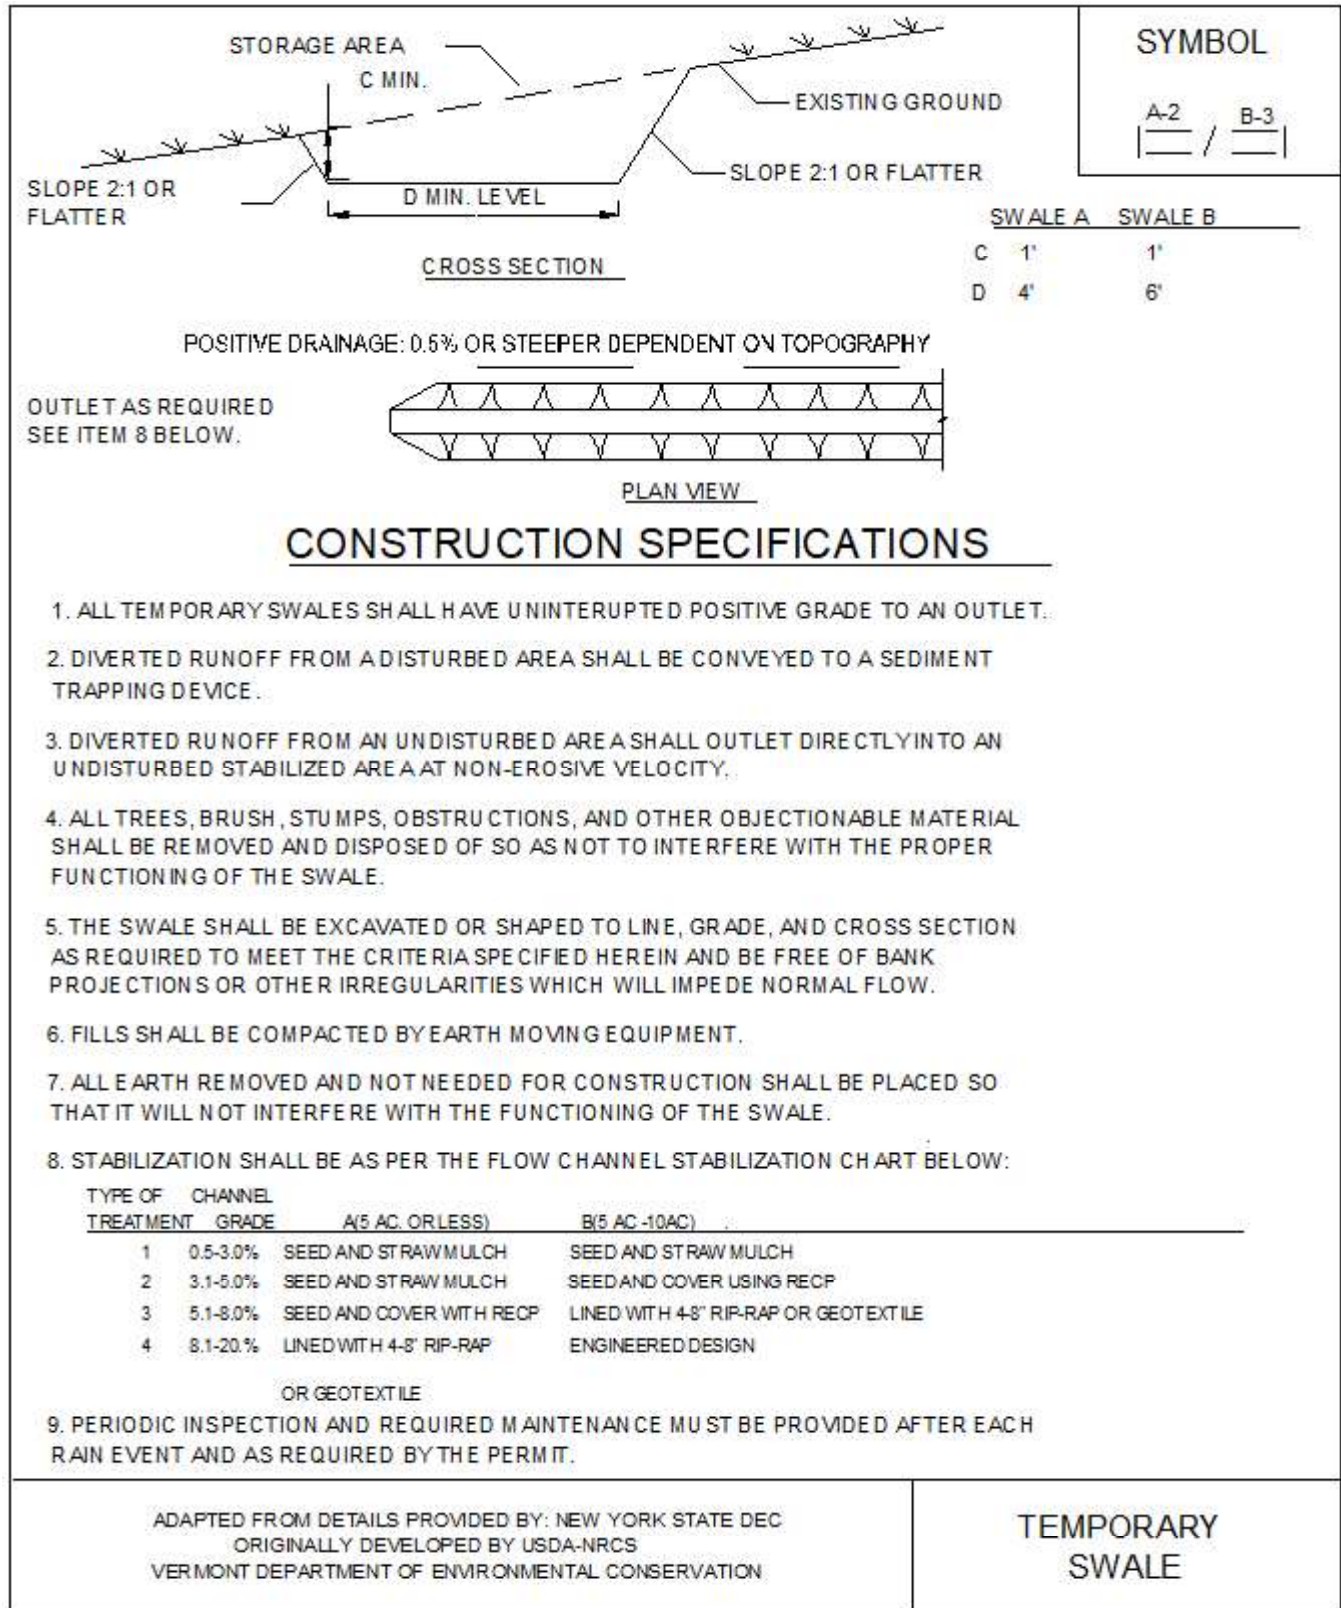 STORAGE AREA
C MIN.
EXISTING GROUND
SLOPE 2:1 OR
FLATTER
SLOPE 2:1 OR FLATTER
D MIN. LEVEL
CROSS SECTION
SYMBOL
A-2 / B-3
SWALE A SWALE B
C 1' 1'
D 4' 6'
POSITIVE DRAINAGE: 0.5% OR STEEPER DEPENDENT ON TOPOGRAPHY
OUTLET AS REQUIRED
SEE ITEM 8 BELOW.
PLAN VIEW
CONSTRUCTION SPECIFICATIONS
1. ALL TEMPORARY SWALES SHALL HAVE UNINTERUPTED POSITIVE GRADE TO AN OUTLET.
2. DIVERTED RUNOFF FROM A DISTURBED AREA SHALL BE CONVEYED TO A SEDIMENT
TRAPPING DEVICE.
3. DIVERTED RUNOFF FROM AN UNDISTURBED AREA SHALL OUTLET DIRECTLY INTO AN
UNDISTURBED STABILIZED AREA AT NON-EROSIVE VELOCITY.
4. ALL TREES, BRUSH, STUMPS, OBSTRUCTIONS, AND OTHER OBJECTIONABLE MATERIAL
SHALL BE REMOVED AND DISPOSED OF SO AS NOT TO INTERFERE WITH THE PROPER
FUNCTIONING OF THE SWALE.
5. THE SWALE SHALL BE EXCAVATED OR SHAPED TO LINE, GRADE, AND CROSS SECTION
AS REQUIRED TO MEET THE CRITERIA SPECIFIED HEREIN AND BE FREE OF BANK
PROJECTIONS OR OTHER IRREGULARITIES WHICH WILL IMPEDE NORMAL FLOW.
6. FILLS SHALL BE COMPACTED BY EARTH MOVING EQUIPMENT.
7. ALL EARTH REMOVED AND NOT NEEDED FOR CONSTRUCTION SHALL BE PLACED SO
THAT IT WILL NOT INTERFERE WITH THE FUNCTIONING OF THE SWALE.
8. STABILIZATION SHALL BE AS PER THE FLOW CHANNEL STABILIZATION CHART BELOW:
TYPE OF CHANNEL
TREATMENT GRADE A(5 AC. OR LESS) B(5 AC -10AC) .
1 0.5-3.0% SEED AND STRAW MULCH SEED AND STRAW MULCH
2 3.1-5.0% SEED AND STRAW MULCH SEED AND COVER USING RECP
3 5.1-8.0% SEED AND COVER WITH RECP LINED WITH 4-8" RIP-RAP OR GEOTEXTILE
4 8.1-20.% LINED WITH 4-8" RIP-RAP ENGINEERED DESIGN
OR GEOTEXTILE
9. PERIODIC INSPECTION AND REQUIRED MAINTENANCE MUST BE PROVIDED AFTER EACH
RAIN EVENT AND AS REQUIRED BY THE PERMIT.
ADAPTED FROM DETAILS PROVIDED BY: NEW YORK STATE DEC
ORIGINALLY DEVELOPED BY USDA-NRCS
VERMONT DEPARTMENT OF ENVIRONMENTAL CONSERVATION
TEMPORARY
SWALE